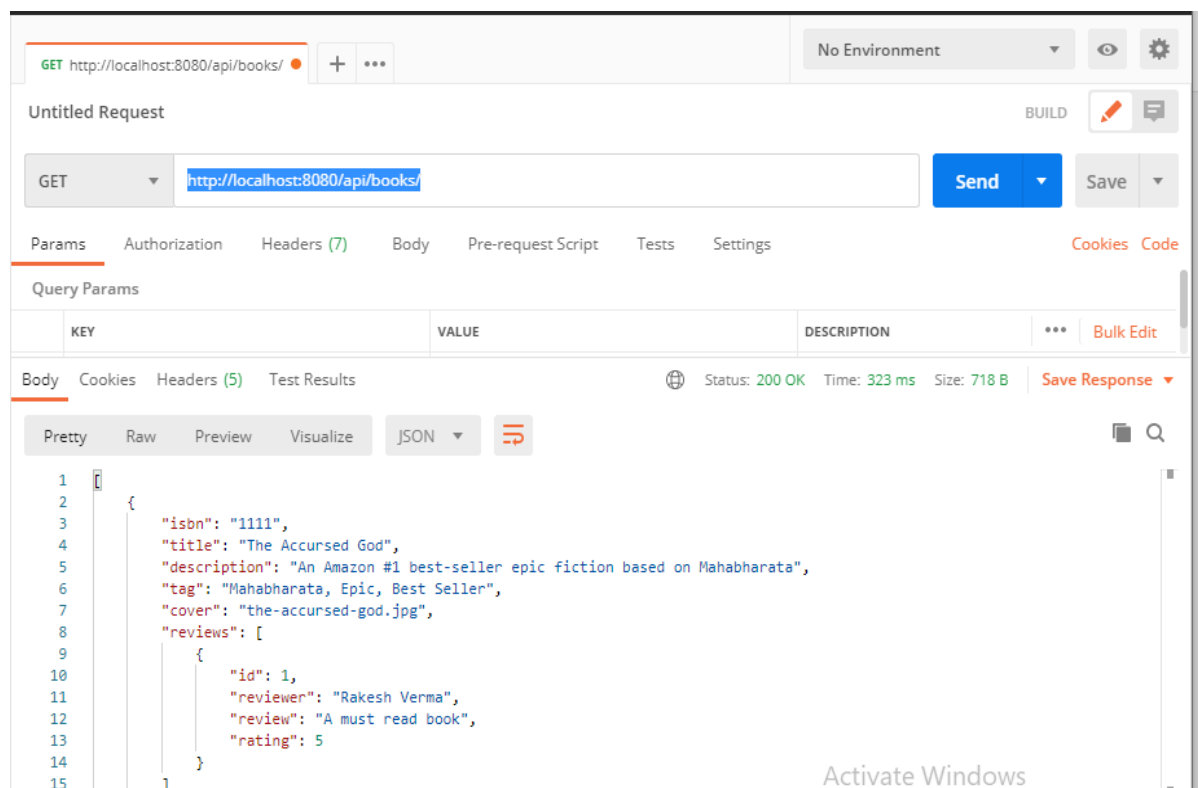 GET http://localhost:8080/api/books/ No Environment
Untitled Request BUILD
GET http://localhost:8080/api/books/ Send Save
Params Authorization Headers (7) Body Pre-request Script Tests Settings Cookies Code
Query Params
KEY VALUE DESCRIPTION ••• Bulk Edit
Body Cookies Headers (5) Test Results Status: 200 OK Time: 323 ms Size: 718 B Save Response
Pretty Raw Preview Visualize JSON
1 [
2 {
3 "isbn": "1111",
4 "title": "The Accursed God",
5 "description": "An Amazon #1 best-seller epic fiction based on Mahabharata",
6 "tag": "Mahabharata, Epic, Best Seller",
7 "cover": "the-accursed-god.jpg",
8 "reviews": [
9 {
10 "id": 1,
11 "reviewer": "Rakesh Verma",
12 "review": "A must read book",
13 "rating": 5
14 }
15 ]
Activate Windows